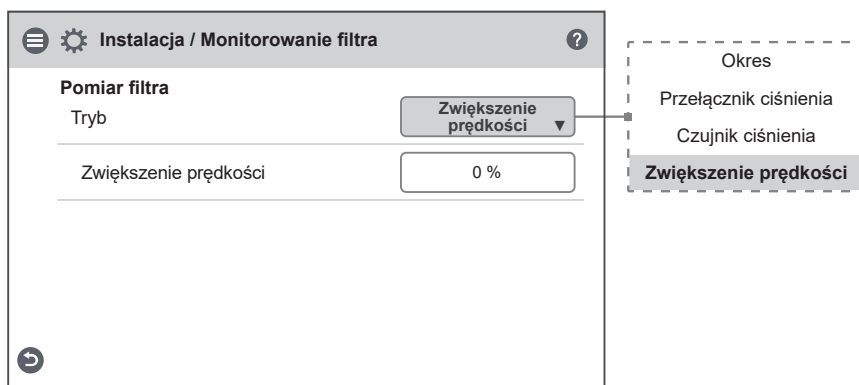 Instalacja / Monitorowanie filtra
?
Pomiar filtra
Tryb
Zwiększenie
prędkości ▼
Zwiększenie prędkości
0 %
Okres
Przełącznik ciśnienia
Czujnik ciśnienia
Zwiększenie prędkości